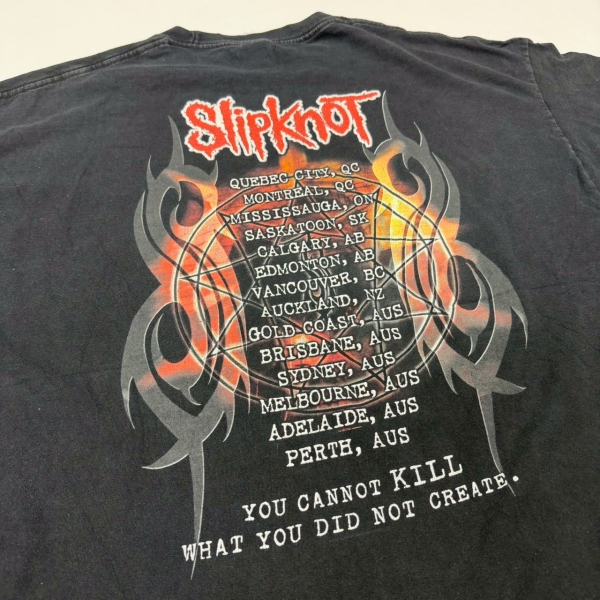 SlipKnoT
QUEBEC CITY, QC
MONTREAL, QC
MISSISSAUGA, ON
SASKATOON, SK
CALGARY, AB
EDMONTON, AB
VANCOUVER, BC
AUCKLAND, NZ
GOLD COAST, AUS
BRISBANE, AUS
SYDNEY, AUS
MELBOURNE, AUS
ADELAIDE, AUS
PERTH, AUS
YOU CANNOT KILL
WHAT YOU DID NOT CREATE.